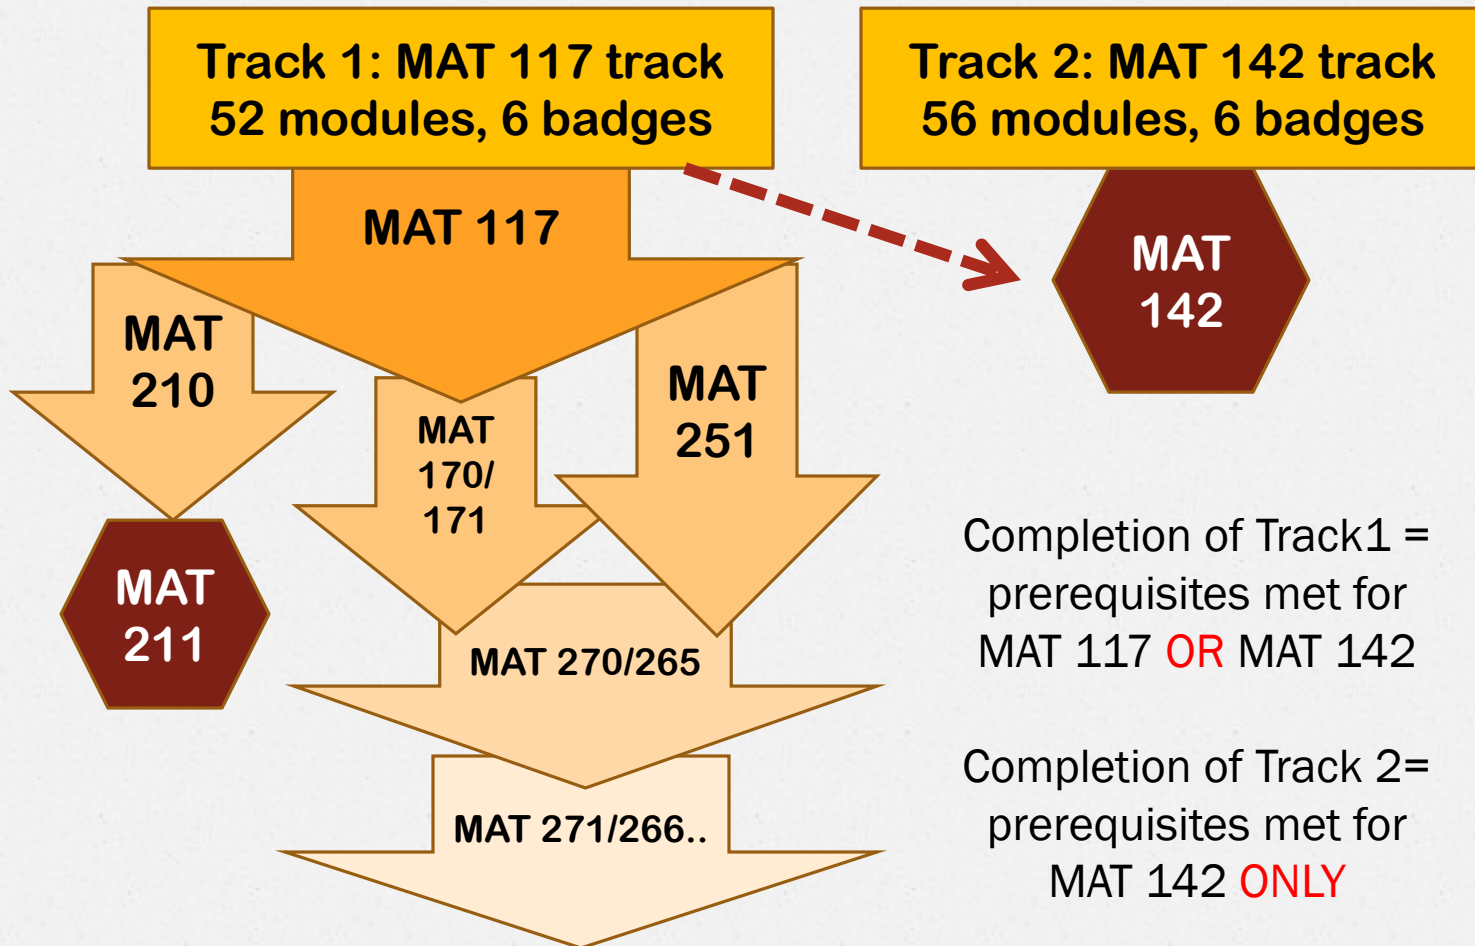 Track 1: MAT 117 track
52 modules, 6 badges
Track 2: MAT 142 track
56 modules, 6 badges
MAT 117
MAT
142
MAT
210
MAT
170/
171
MAT
251
MAT
211
MAT 270/265
MAT 271/266..
Completion of Track1 =
prerequisites met for
MAT 117 OR MAT 142
Completion of Track 2=
prerequisites met for
MAT 142 ONLY